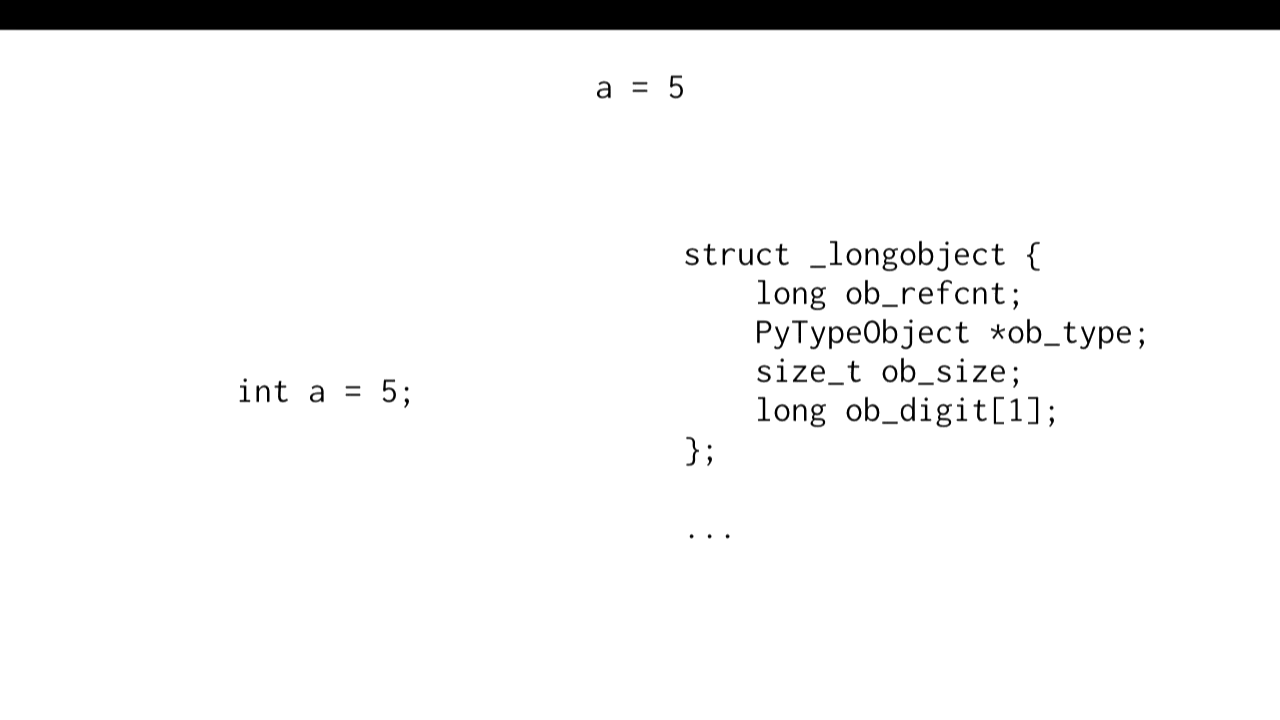 a = 5
int a = 5;
struct _longobject {
    long ob_refcnt;
    PyTypeObject *ob_type;
    size_t ob_size;
    long ob_digit[1];
};
...